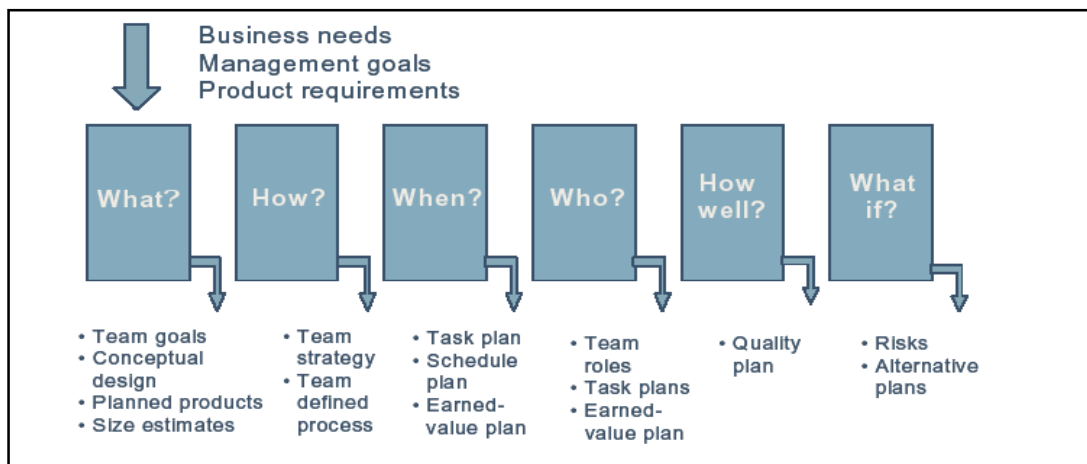 Business needs
Management goals
Product requirements
What?
How?
When?
Who?
How
well?
What
if?
• Team goals
• Conceptual
design
• Planned products
• Size estimates
• Team
strategy
• Team
defined
process
• Task plan
• Schedule
plan
• Earned-
value plan
• Team
roles
• Task plans
• Earned-
value plan
• Quality
plan
• Risks
• Alternative
plans